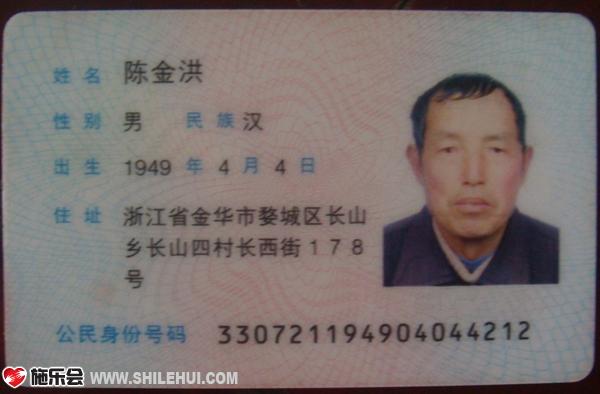 姓名 陈金洪
性别 男 民族 汉
出生 1949 年 4 月 4 日
住址 浙江省金华市婺城区长山
乡长山四村长西街178
号
公民身份号码 330721194904044212
施乐会 WWW.SHILEHUI.COM